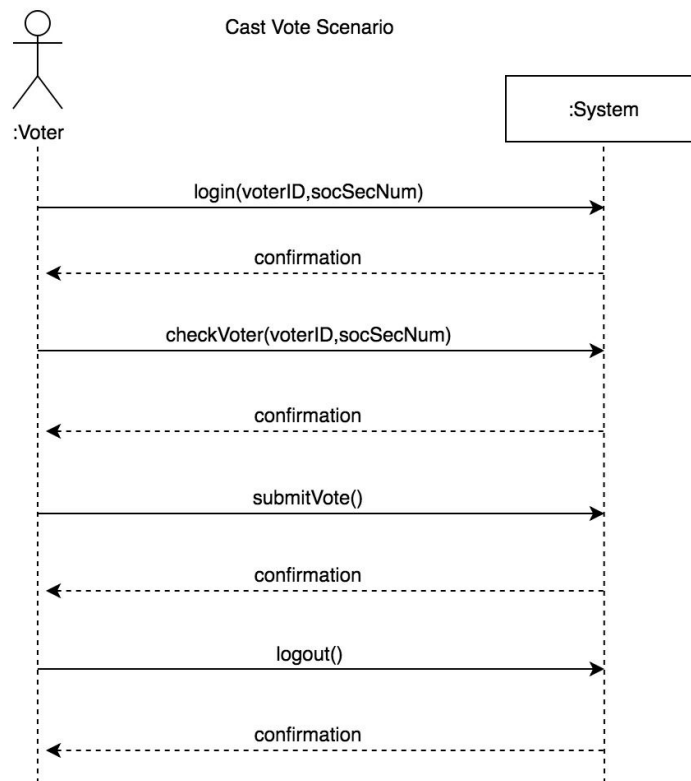 Cast Vote Scenario
:System
:Voter
login(voterID,socSecNum)
confirmation
checkVoter(voterID,socSecNum)
confirmation
submitVote()
confirmation
logout()
confirmation